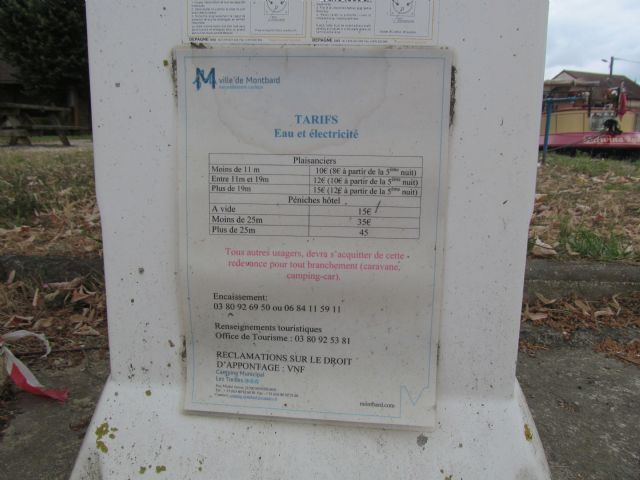 ville de Montbard
TARIFS
Eau et électricité
Plaisanciers
Moins de 11 m 10€ (8€ à partir de la 5ème nuit)
Entre 11m et 19m 12€ (10€ à partir de la 5ème nuit)
Plus de 19m 15€ (12€ à partir de la 5ème nuit)
Péniches hôtel
A vide 15€
Moins de 25m 35€
Plus de 25m 45
Tous autres usagers, devra s'acquitter de cette
redevance pour tout branchement (caravane,
camping-car).
Encaissement:
03 80 92 69 50 ou 06 84 11 59 11
Renseignements touristiques
Office de Tourisme : 03 80 92 53 81
RECLAMATIONS SUR LE DROIT
D'APPONTAGE : VNF
Camping Municipal
Les Treilles
montbard.com